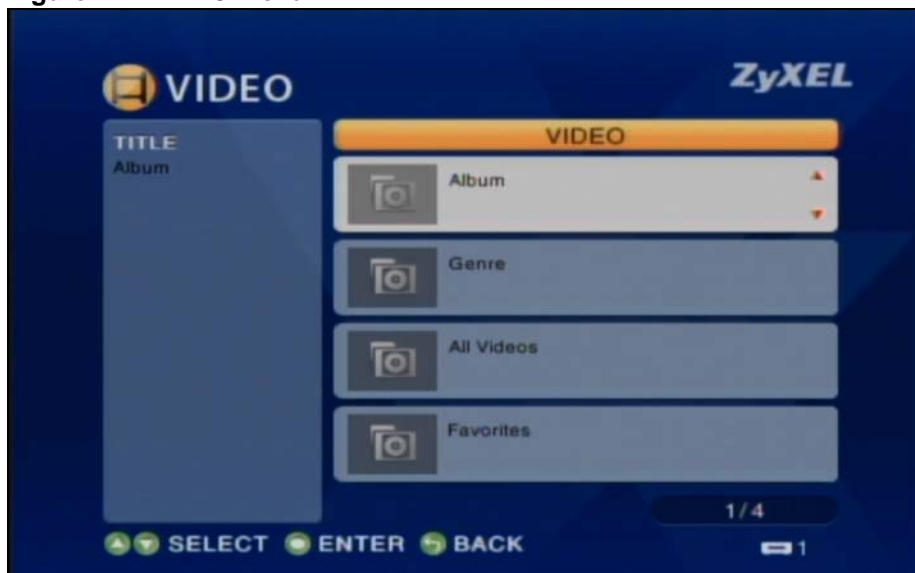 VIDEO
ZyXEL
TITLE
Album
VIDEO
Album
Genre
All Videos
Favorites
1/4
SELECT ENTER BACK
1